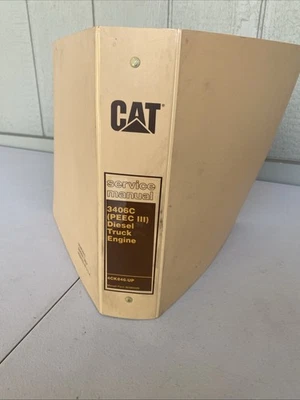 CAT
service
manual
3406C
(PEEC III)
Diesel
Truck
Engine